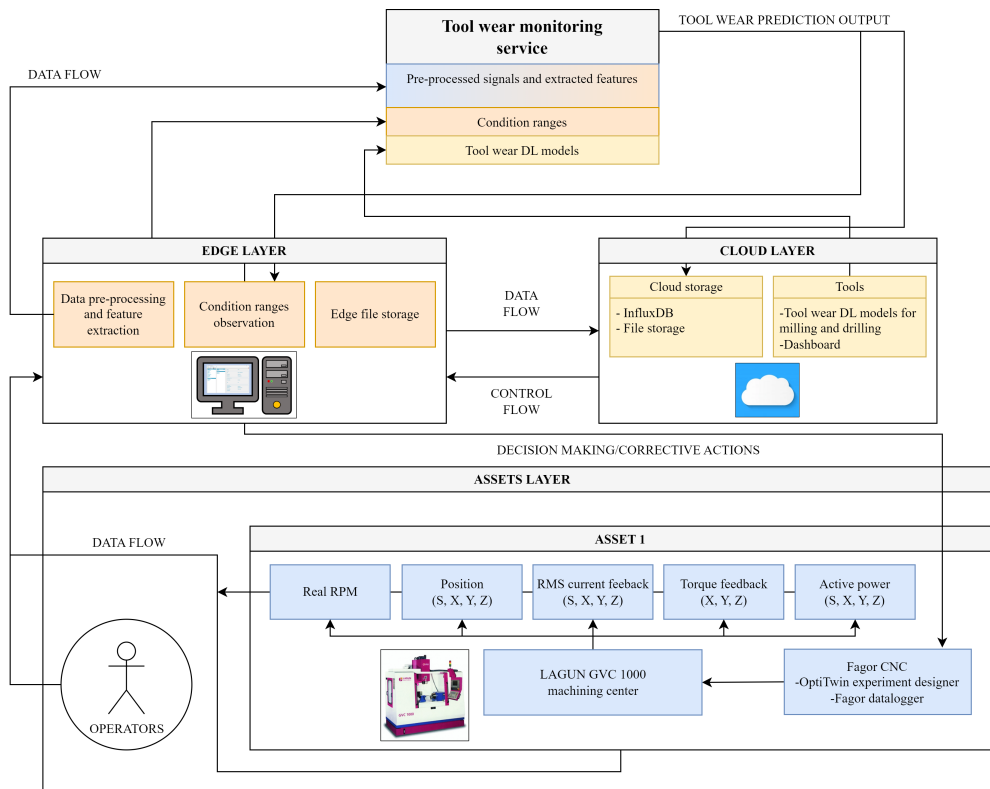 Tool wear monitoring
service
TOOL WEAR PREDICTION OUTPUT
DATA FLOW
Pre-processed signals and extracted features
Condition ranges
Tool wear DL models
EDGE LAYER
Data pre-processing
and feature
extraction
Condition ranges
observation
Edge file storage
DATA
FLOW
CONTROL
FLOW
CLOUD LAYER
Cloud storage
- InfluxDB
- File storage
Tools
-Tool wear DL models for
milling and drilling
-Dashboard
DECISION MAKING/CORRECTIVE ACTIONS
ASSETS LAYER
DATA FLOW
ASSET 1
Real RPM
Position
(S, X, Y, Z)
RMS current feeback
(S, X, Y, Z)
Torque feedback
(X, Y, Z)
Active power
(S, X, Y, Z)
OPERATORS
LAGUN GVC 1000
machining center
Fagor CNC
-OptiTwin experiment designer
-Fagor datalogger